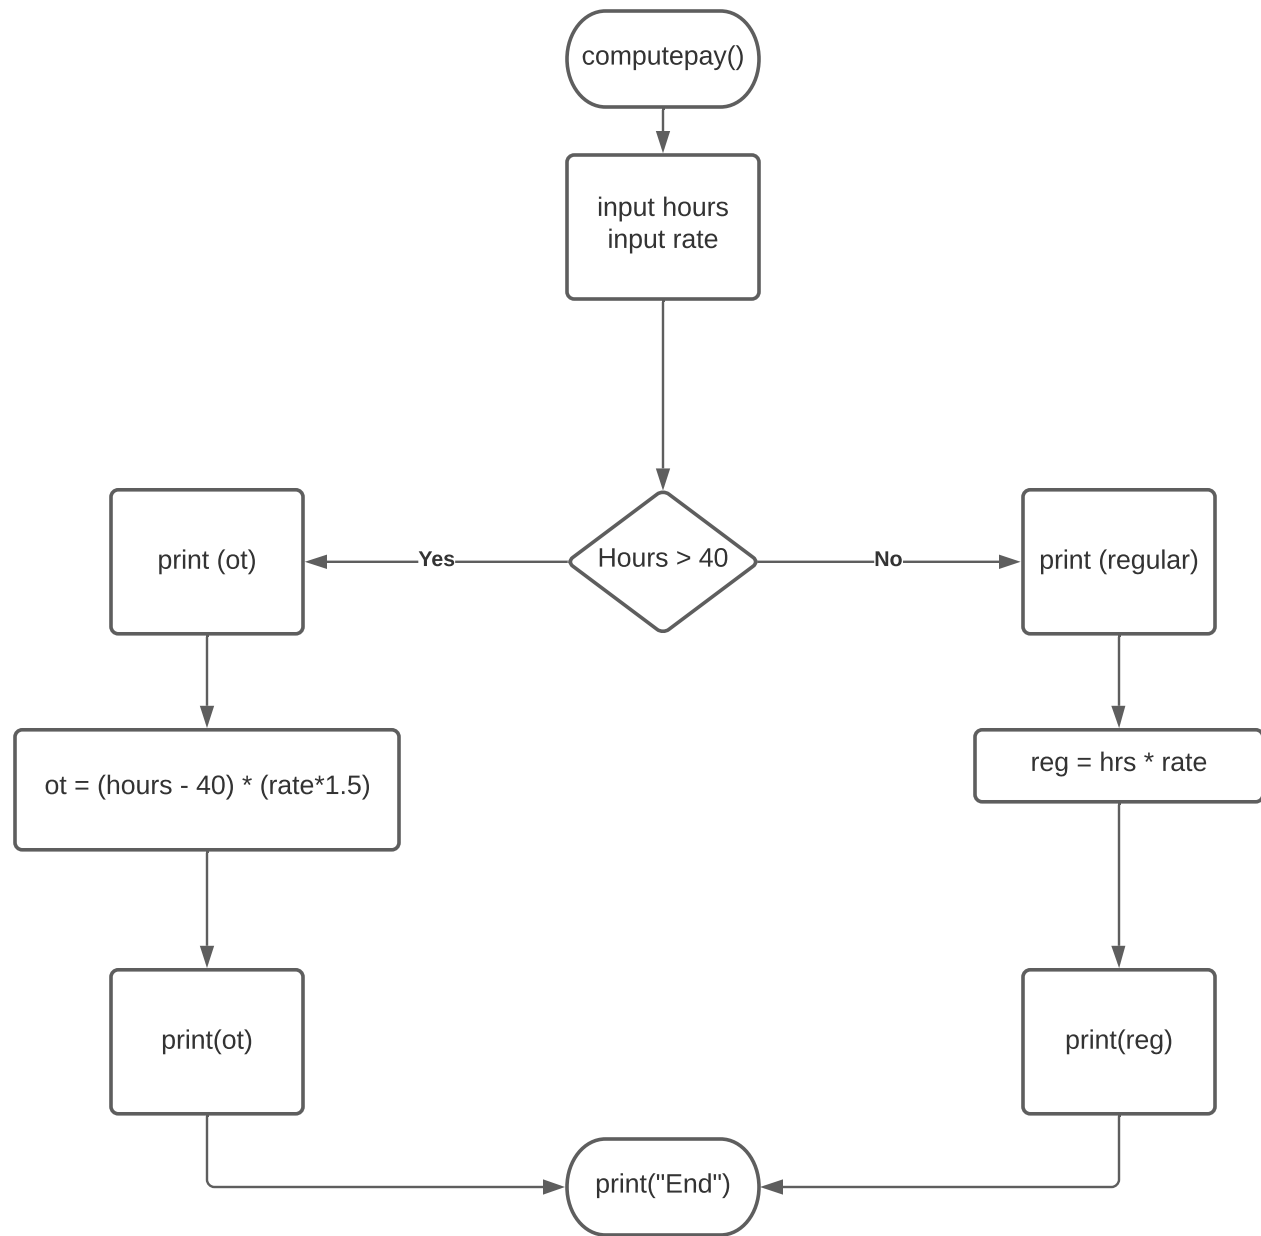 computepay()
input hours
input rate
print (ot)
Yes
Hours > 40
No
print (regular)
ot = (hours - 40) * (rate*1.5)
reg = hrs * rate
print(ot)
print(reg)
print("End")